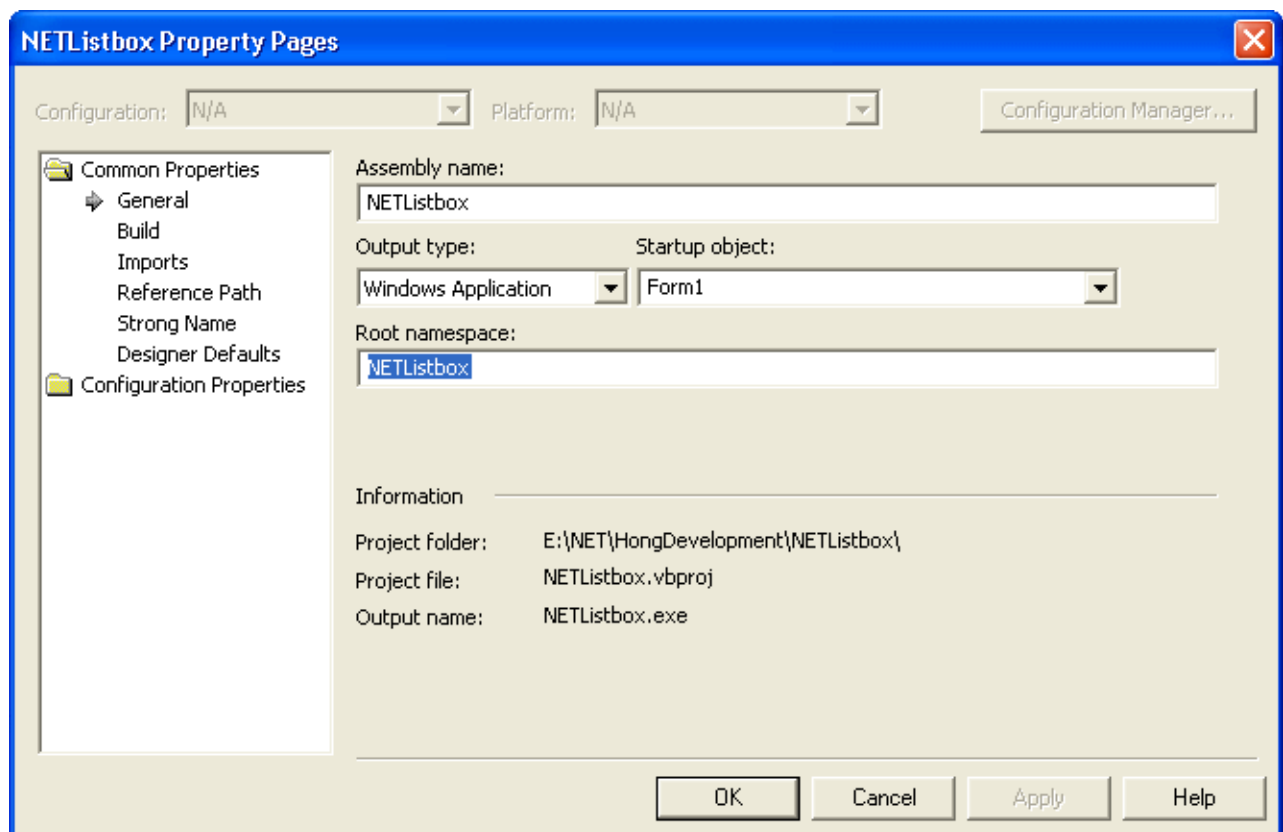 NETListbox Property Pages
Configuration: N/A Platform: N/A Configuration Manager...
Common Properties
General
Build
Imports
Reference Path
Strong Name
Designer Defaults
Configuration Properties
Assembly name:
NETListbox
Output type: Startup object:
Windows Application Form1
Root namespace:
NETListbox
Information
Project folder: E:\NET\HongDevelopment\NETListbox\
Project file: NETListbox.vbproj
Output name: NETListbox.exe
OK Cancel Apply Help